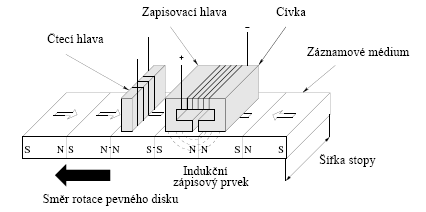 Zapisovací hlava
Cívka
Čtecí hlava
Záznamové médium
+
−
S N S N N S S N N S
Indukční
zápisový prvek
Šířka stopy
Směr rotace pevného disku